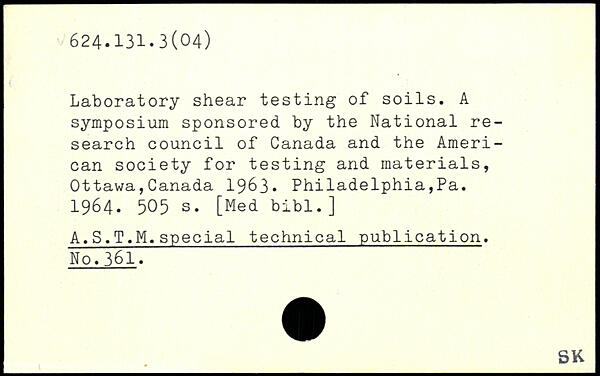 624.131.3(04)
Laboratory shear testing of soils. A
symposium sponsored by the National re-
search council of Canada and the Ameri-
can society for testing and materials,
Ottawa,Canada 1963. Philadelphia,Pa.
1964. 505 s. [Med bibl.]
A.S.T.M.special technical publication.
No.361.
SK